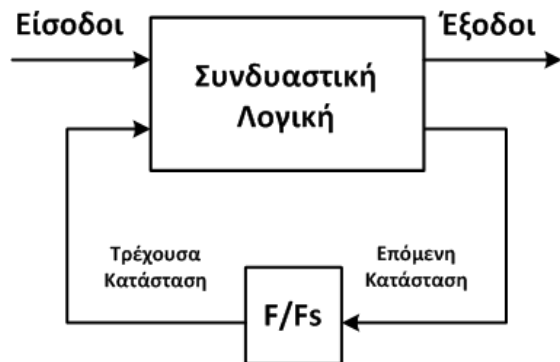 Είσοδοι
Έξοδοι
Συνδυαστική
Λογική
Τρέχουσα
Κατάσταση
Επόμενη
Κατάσταση
F/Fs